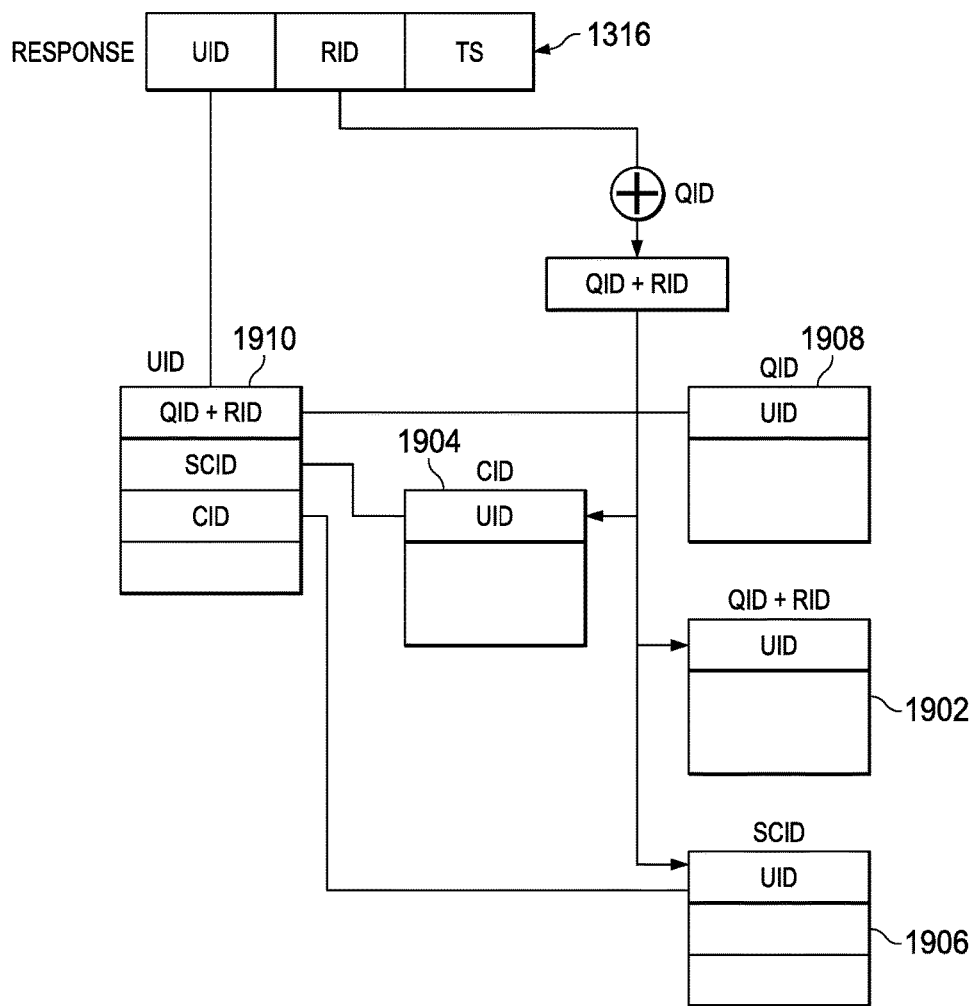 RESPONSE UID RID TS 1316
QID
QID + RID
UID 1910
QID + RID
SCID
CID
QID 1908
UID
1904
CID
UID
QID + RID
UID
1902
SCID
UID
1906